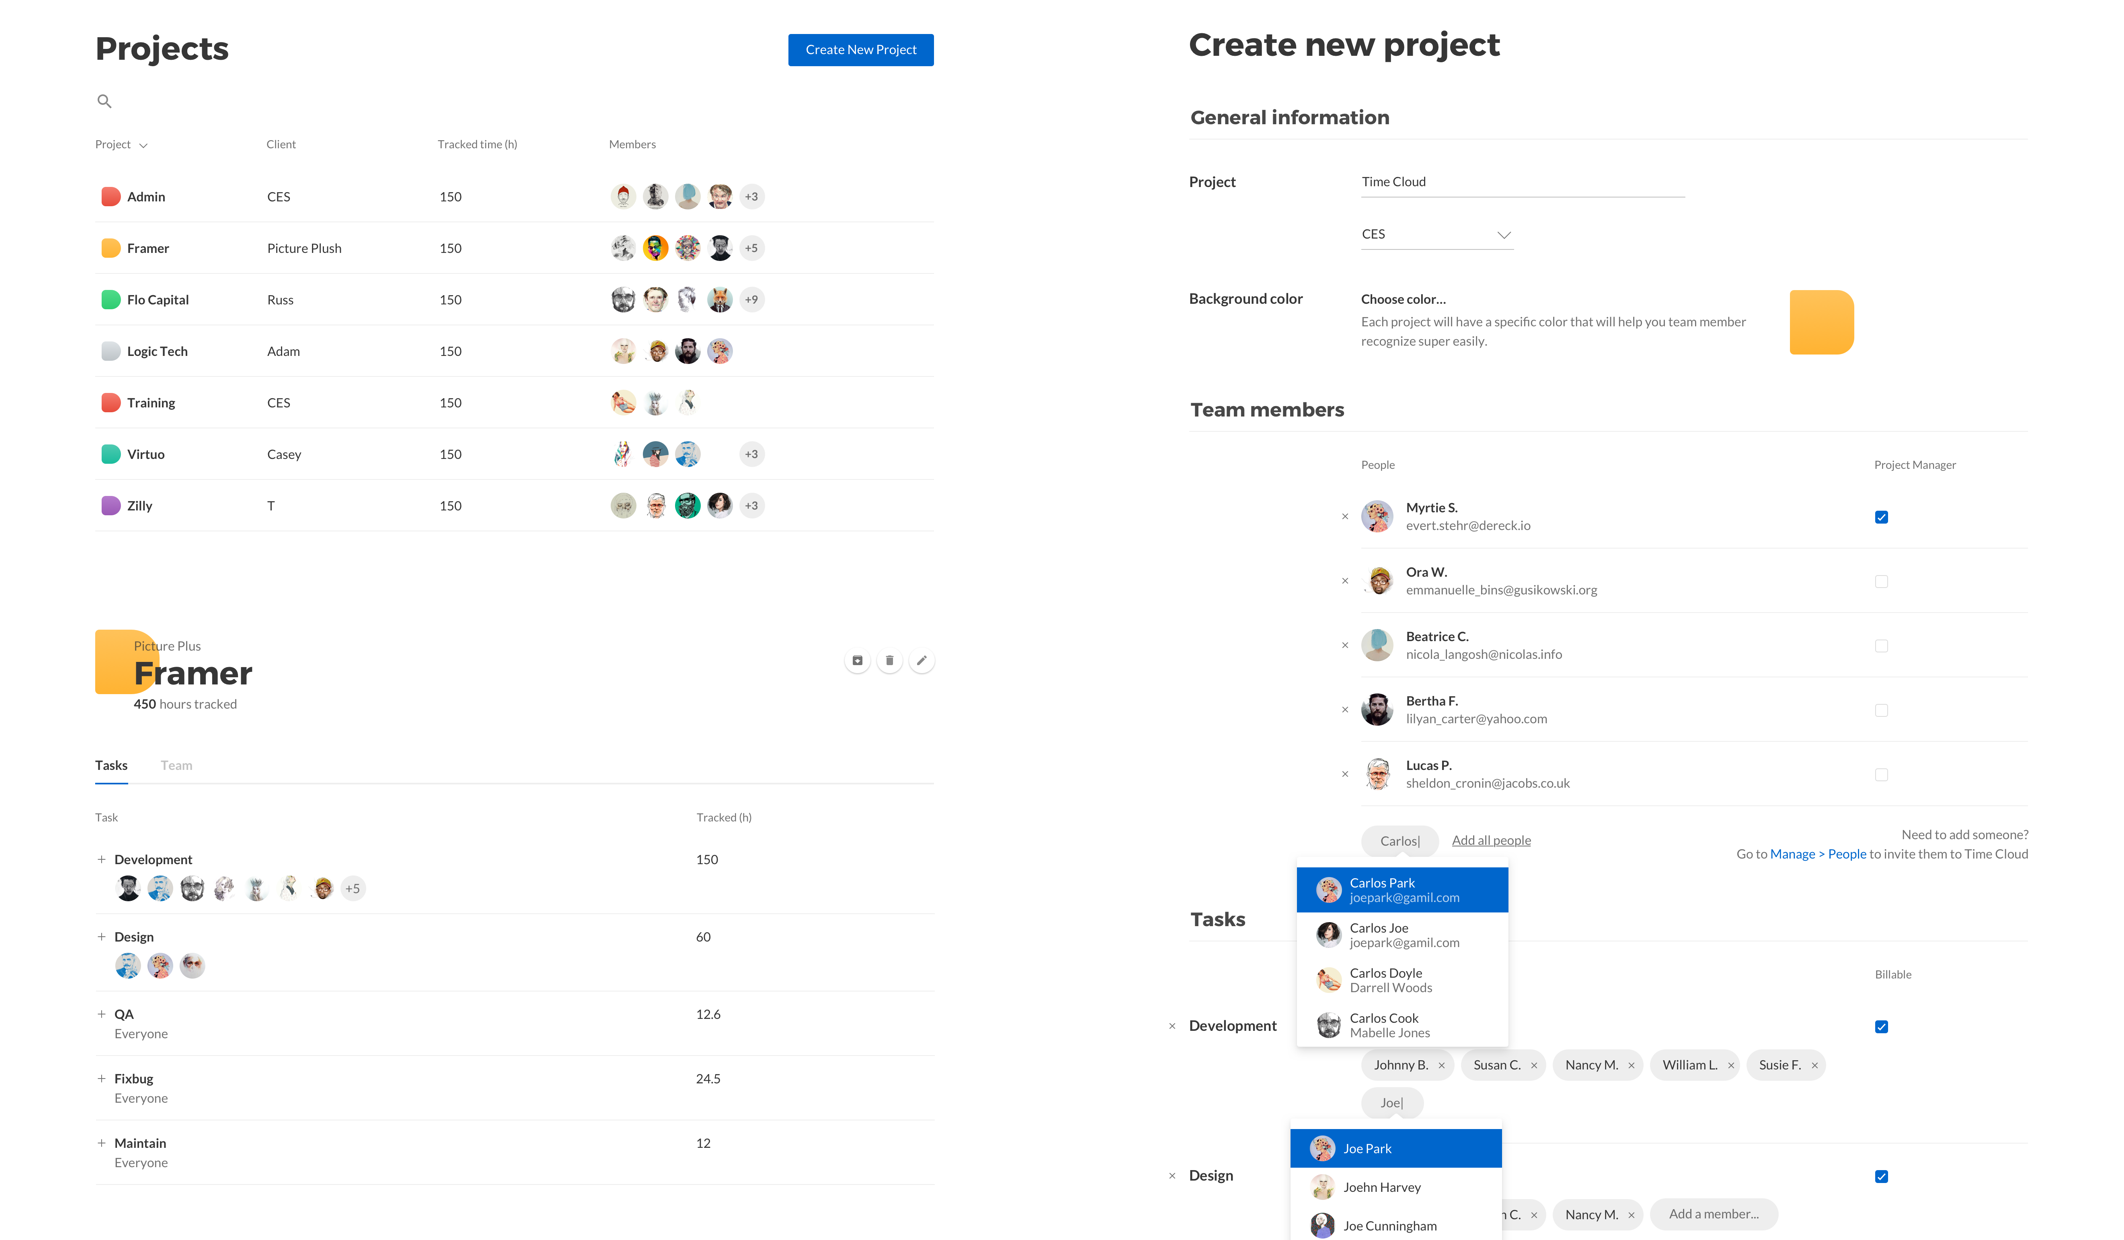 Projects
Create New Project
Project Client Tracked time (h) Members
Admin CES 150 +3
Framer Picture Plush 150 +5
Flo Capital Russ 150 +9
Logic Tech Adam 150
Training CES 150
Virtuo Casey 150 +3
Zilly T 150 +3
Picture Plus
Framer
450 hours tracked
Tasks Team
Task Tracked (h)
Development 150
+5
Design 60
QA 12.6
Everyone
Fixbug 24.5
Everyone
Maintain 12
Everyone
Create new project
General information
Project Time Cloud
CES
Background color Choose color...
Each project will have a specific color that will help you team member
recognize super easily.
Team members
People Project Manager
Myrtie S.
evert.stehr@dereck.io
Ora W.
emmanuelle_bins@gusikowski.org
Beatrice C.
nicola_langosh@nicolas.info
Bertha F.
lilyan_carter@yahoo.com
Lucas P.
sheldon_cronin@jacobs.co.uk
Carlos| Add all people
Need to add someone?
Go to Manage > People to invite them to Time Cloud
Carlos Park
joepark@gamil.com
Carlos Joe
joepark@gamil.com
Carlos Doyle
Darrell Woods
Carlos Cook
Mabelle Jones
Tasks
Billable
Development
Johnny B. × Susan C. × Nancy M. × William L. × Susie F. ×
Joe|
Joe Park
Joehn Harvey
Joe Cunningham
Design
C. × Nancy M. × Add a member...